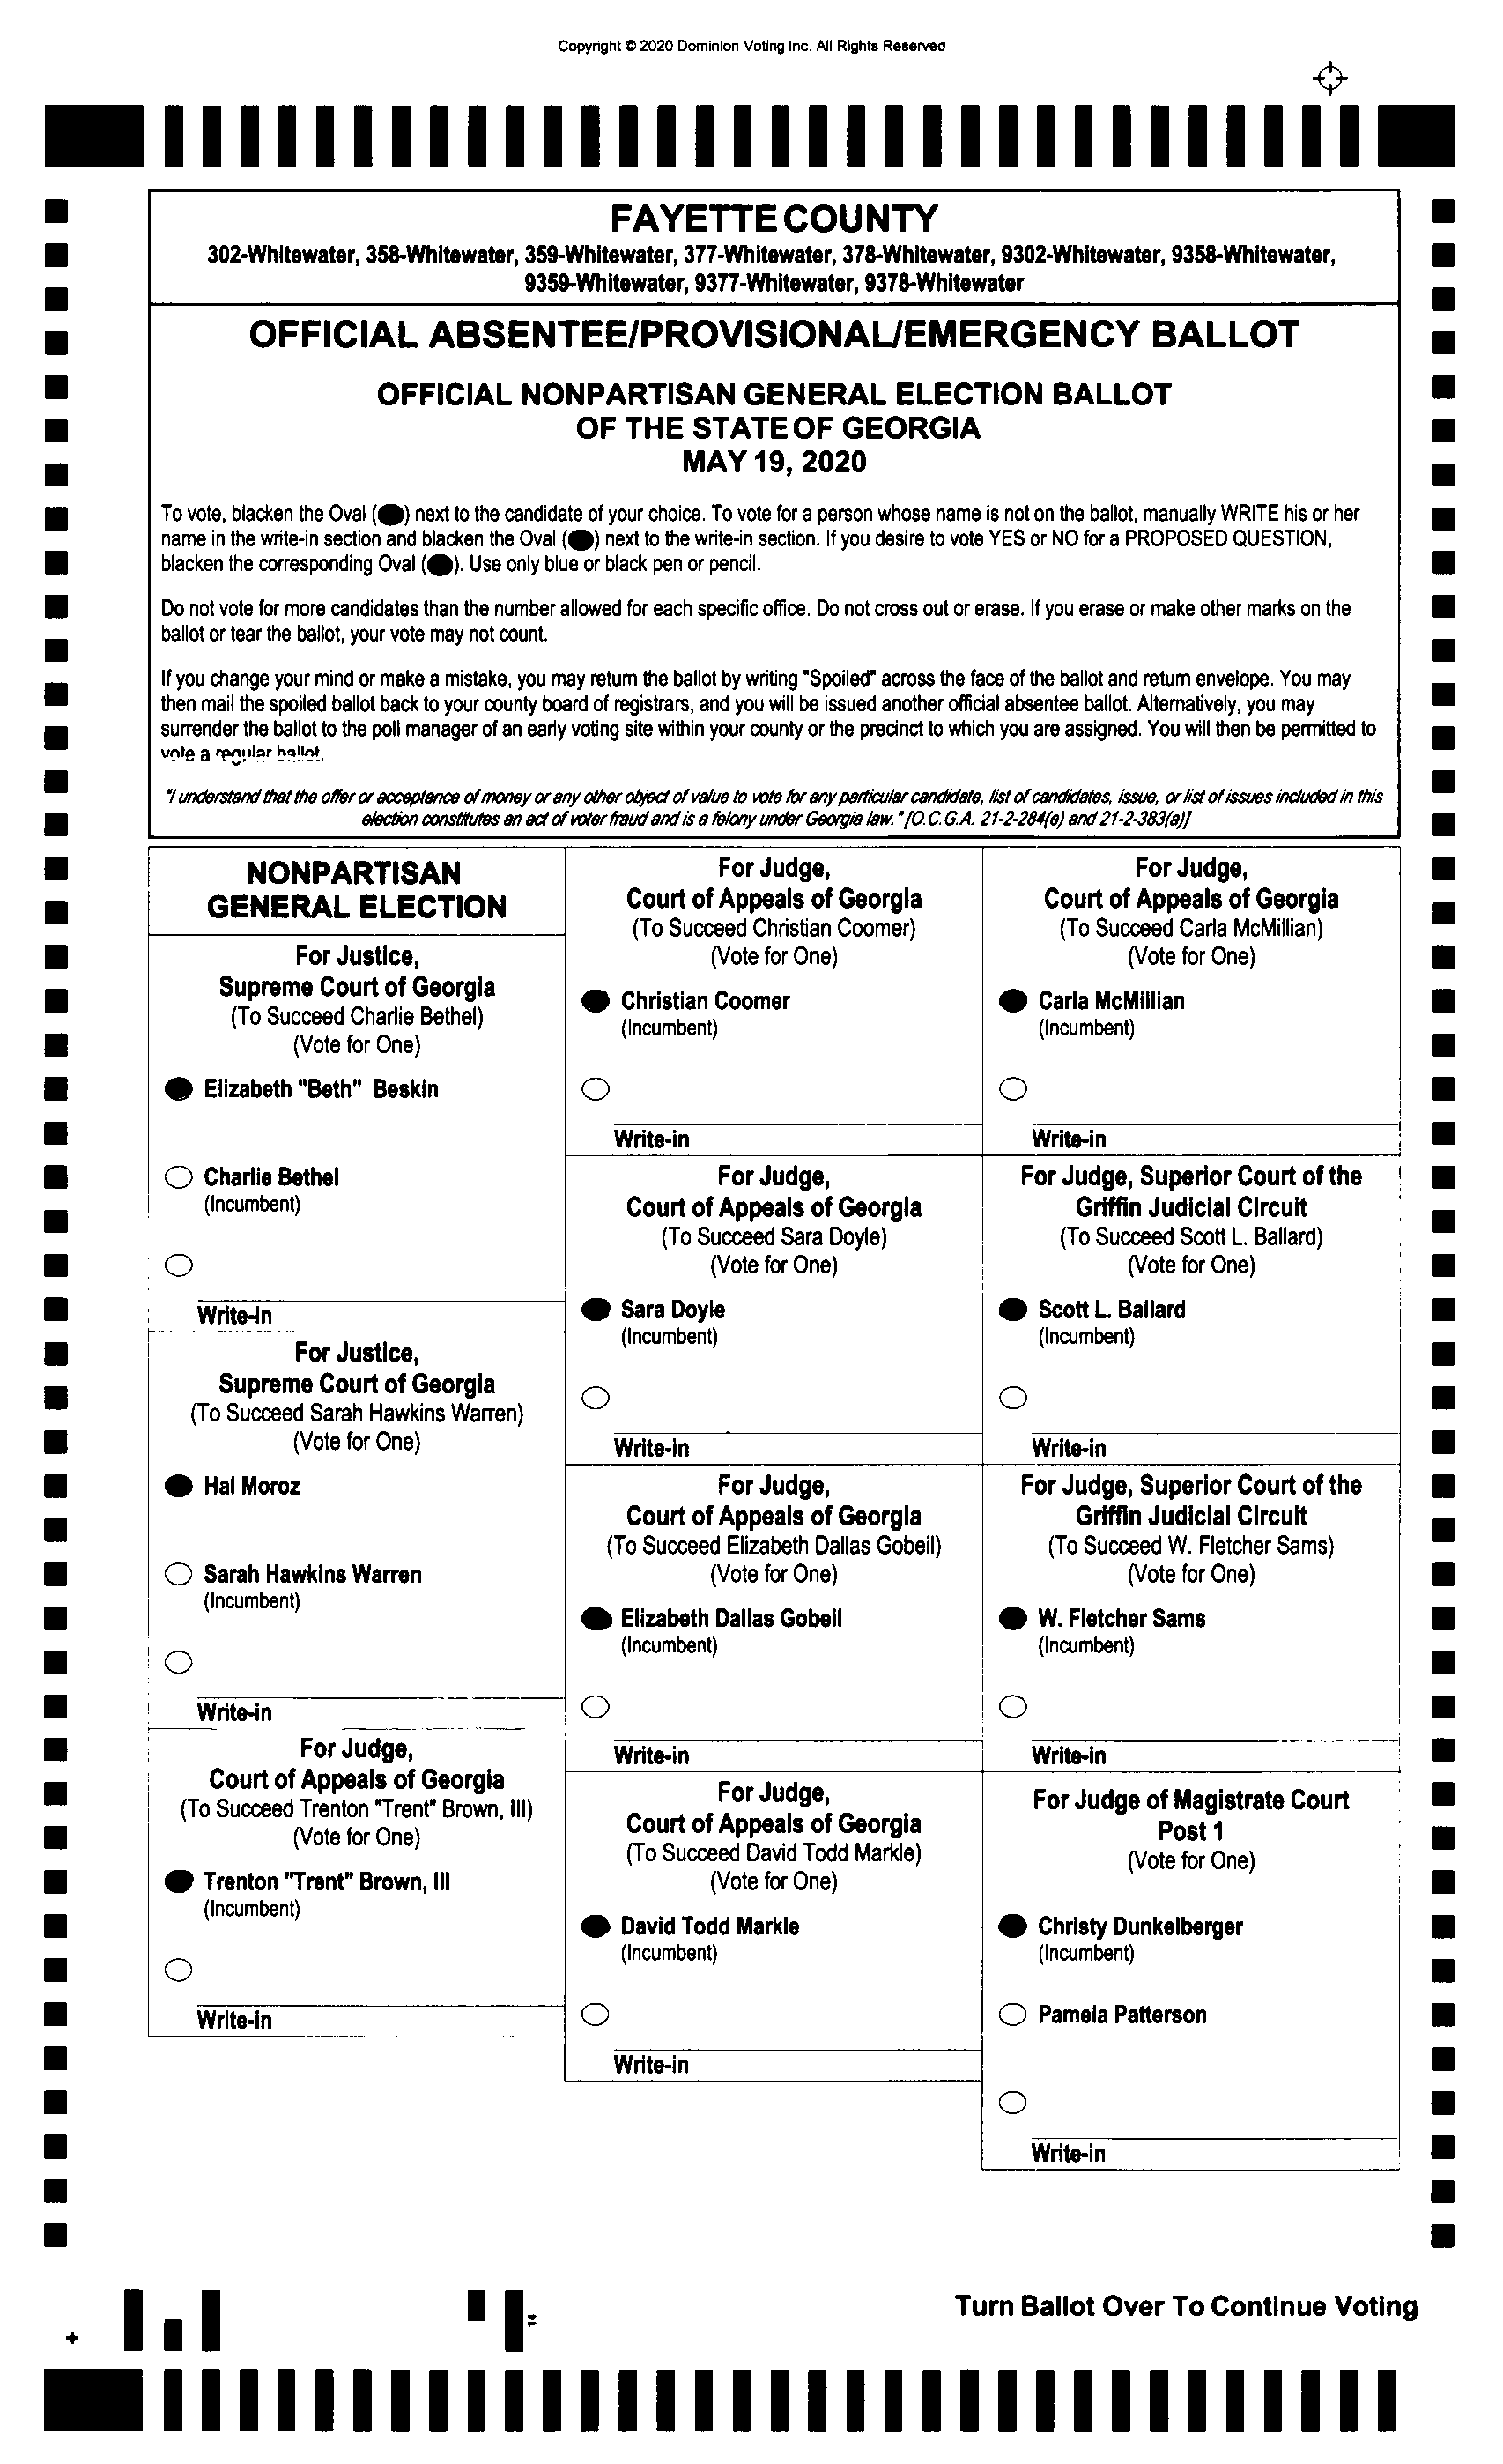 Copyright © 2020 Dominion Voting Inc. All Rights Reserved
FAYETTE COUNTY
302-Whitewater, 358-Whitewater, 359-Whitewater, 377-Whitewater, 378-Whitewater, 9302-Whitewater, 9358-Whitewater,
9359-Whitewater, 9377-Whitewater, 9378-Whitewater
OFFICIAL ABSENTEE/PROVISIONAL/EMERGENCY BALLOT
OFFICIAL NONPARTISAN GENERAL ELECTION BALLOT
OF THE STATE OF GEORGIA
MAY 19, 2020
To vote, blacken the Oval (●) next to the candidate of your choice. To vote for a person whose name is not on the ballot, manually WRITE his or her
name in the write-in section and blacken the Oval (●) next to the write-in section. If you desire to vote YES or NO for a PROPOSED QUESTION,
blacken the corresponding Oval (●). Use only blue or black pen or pencil.
Do not vote for more candidates than the number allowed for each specific office. Do not cross out or erase. If you erase or make other marks on the
ballot or tear the ballot, your vote may not count.
If you change your mind or make a mistake, you may return the ballot by writing "Spoiled" across the face of the ballot and return envelope. You may
then mail the spoiled ballot back to your county board of registrars, and you will be issued another official absentee ballot. Alternatively, you may
surrender the ballot to the poll manager of an early voting site within your county or the precinct to which you are assigned. You will then be permitted to
vote a regular ballot.
"I understand that the offer or acceptance of money or any other object of value to vote for any particular candidate, list of candidates, issue, or list of issues included in this
election constitutes an act of voter fraud and is a felony under Georgia law." [O.C.G.A. 21-2-284(e) and 21-2-383(a)]
NONPARTISAN
GENERAL ELECTION
For Justice,
Supreme Court of Georgia
(To Succeed Charlie Bethel)
(Vote for One)
Elizabeth "Beth" Beskin
Charlie Bethel
(Incumbent)
Write-in
For Justice,
Supreme Court of Georgia
(To Succeed Sarah Hawkins Warren)
(Vote for One)
Hal Moroz
Sarah Hawkins Warren
(Incumbent)
Write-in
For Judge,
Court of Appeals of Georgia
(To Succeed Trenton "Trent" Brown, III)
(Vote for One)
Trenton "Trent" Brown, III
(Incumbent)
Write-in
For Judge,
Court of Appeals of Georgia
(To Succeed Christian Coomer)
(Vote for One)
Christian Coomer
(Incumbent)
Write-in
For Judge,
Court of Appeals of Georgia
(To Succeed Sara Doyle)
(Vote for One)
Sara Doyle
(Incumbent)
Write-in
For Judge,
Court of Appeals of Georgia
(To Succeed Elizabeth Dallas Gobeil)
(Vote for One)
Elizabeth Dallas Gobeil
(Incumbent)
Write-in
For Judge,
Court of Appeals of Georgia
(To Succeed David Todd Markle)
(Vote for One)
David Todd Markle
(Incumbent)
Write-in
For Judge,
Court of Appeals of Georgia
(To Succeed Carla McMillian)
(Vote for One)
Carla McMillian
(Incumbent)
Write-in
For Judge, Superior Court of the
Griffin Judicial Circuit
(To Succeed Scott L. Ballard)
(Vote for One)
Scott L. Ballard
(Incumbent)
Write-in
For Judge, Superior Court of the
Griffin Judicial Circuit
(To Succeed W. Fletcher Sams)
(Vote for One)
W. Fletcher Sams
(Incumbent)
Write-in
For Judge of Magistrate Court
Post 1
(Vote for One)
Christy Dunkelberger
(Incumbent)
Pamela Patterson
Write-in
Turn Ballot Over To Continue Voting